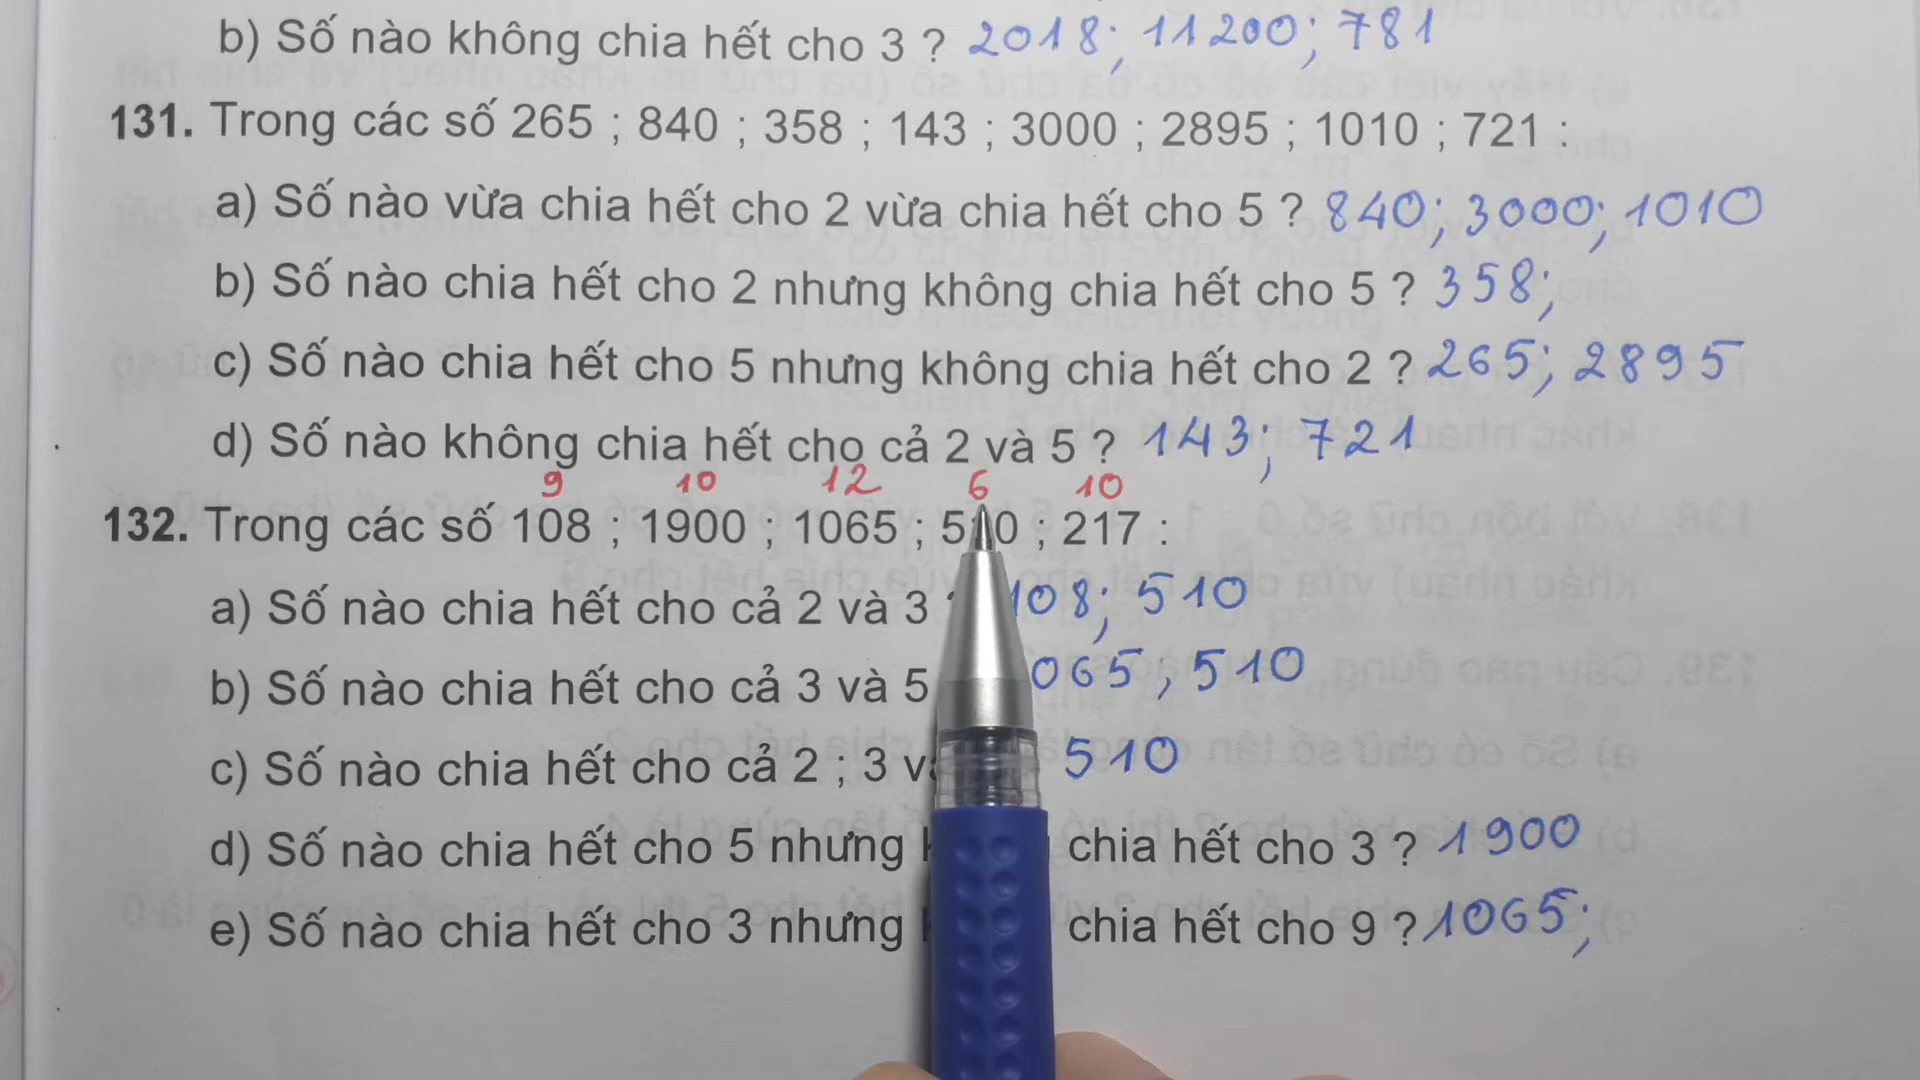 b) Số nào không chia hết cho 3 ? 2018; 11200; 781
131. Trong các số 265 ; 840 ; 358 ; 143 ; 3000 ; 2895 ; 1010 ; 721 :
a) Số nào vừa chia hết cho 2 vừa chia hết cho 5 ? 840; 3000; 1010
b) Số nào chia hết cho 2 nhưng không chia hết cho 5 ? 358;
c) Số nào chia hết cho 5 nhưng không chia hết cho 2 ? 265; 2895
d) Số nào không chia hết cho cả 2 và 5 ? 143; 721
9 10 12 6 10
132. Trong các số 108 ; 1900 ; 1065 ; 510 ; 217 :
a) Số nào chia hết cho cả 2 và 3 ? 108; 510
b) Số nào chia hết cho cả 3 và 5 065 ; 510
c) Số nào chia hết cho cả 2 ; 3 510
d) Số nào chia hết cho 5 nhưng chia hết cho 3 ? 1900
e) Số nào chia hết cho 3 nhưng chia hết cho 9 ? 1065;